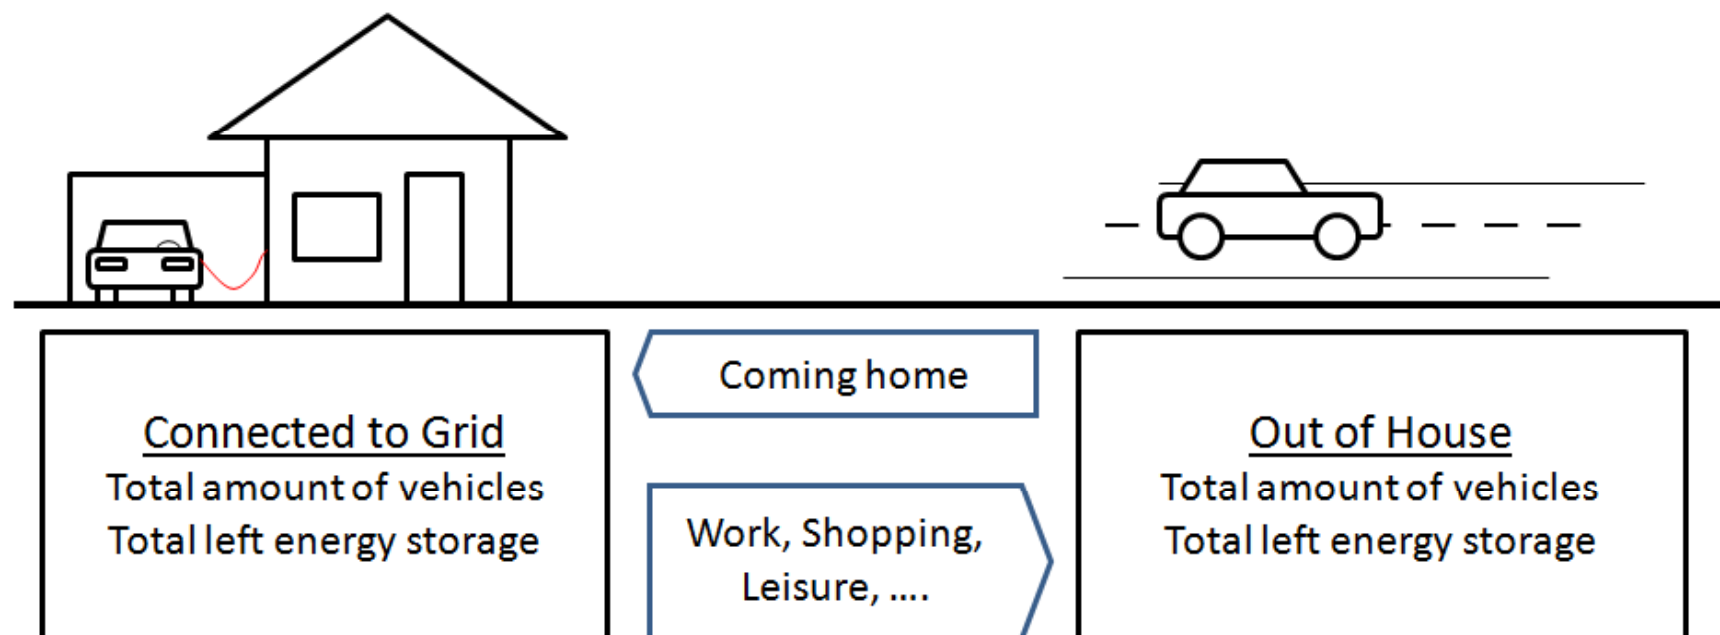 Coming home
Connected to Grid
Total amount of vehicles
Total left energy storage
Work, Shopping,
Leisure, ....
Out of House
Total amount of vehicles
Total left energy storage